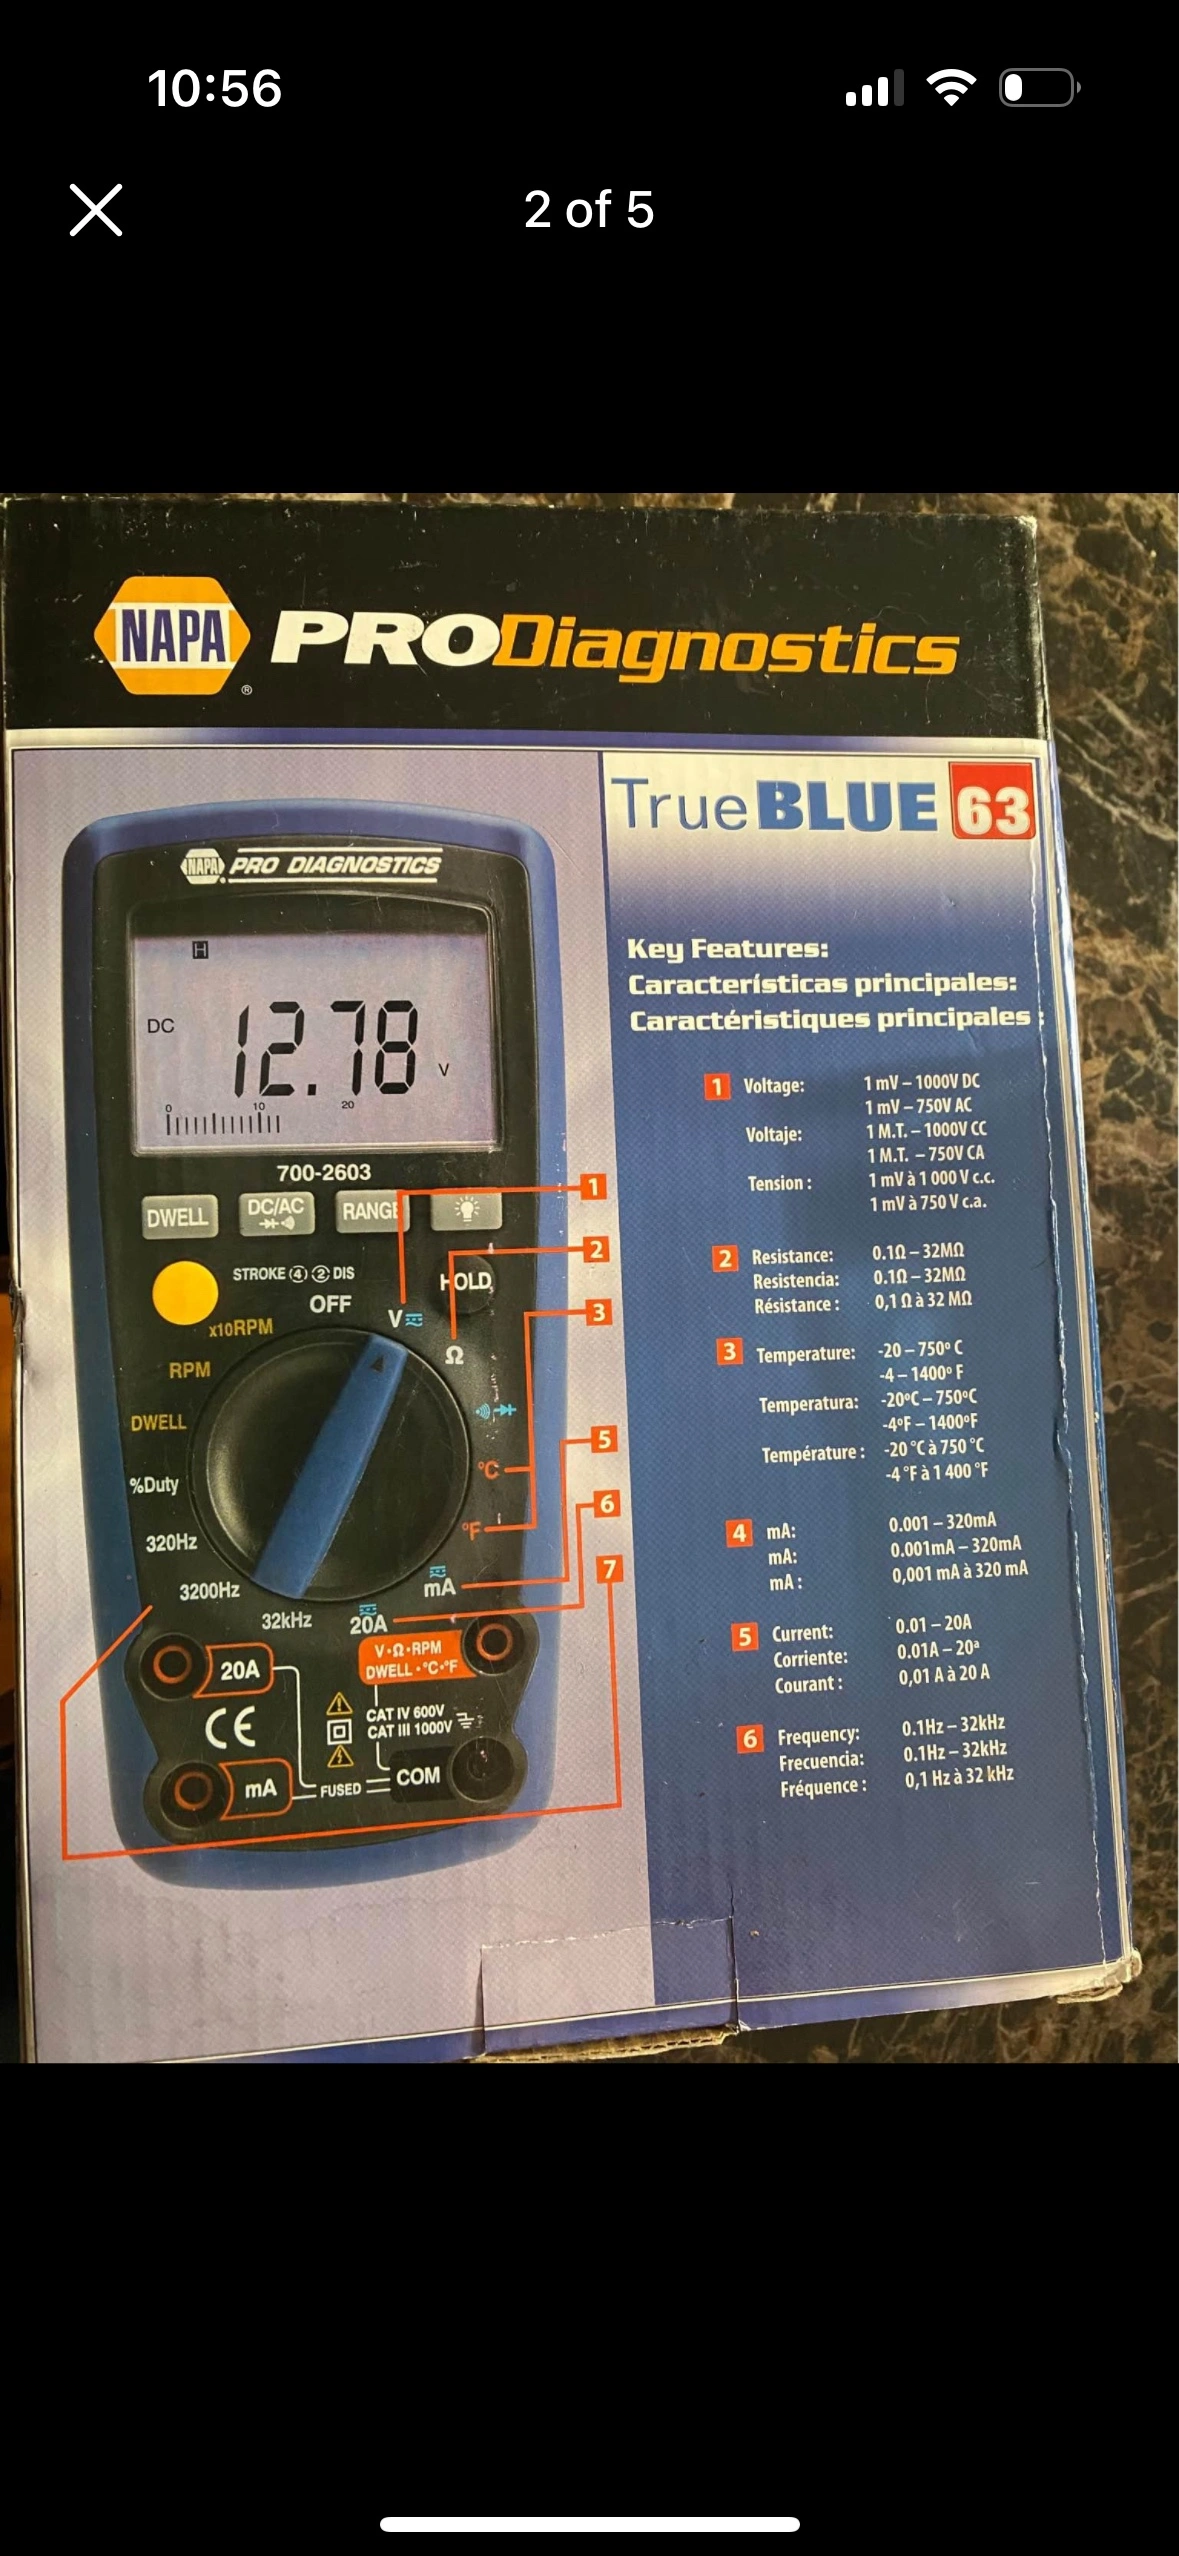 10:56
2 of 5
NAPA PRODiagnostics
®
TrueBLUE 63
NAPA PRO DIAGNOSTICS
H
DC 12.78 V
0 10 20
700-2603
DWELL DC/AC RANGE
STROKE ④ ② DIS
HOLD
OFF
V
x10RPM
Ω
RPM
DWELL
%Duty
°C
320Hz
°F
3200Hz
mA
32kHz
20A
V·Ω·RPM
DWELL·°C·°F
20A
CAT IV 600V
CAT III 1000V
CE
mA
FUSED
COM
1
2
3
5
6
7
Key Features:
Características principales:
Caractéristiques principales :
1 Voltage: 1 mV – 1000V DC
1 mV – 750V AC
Voltaje: 1 M.T. – 1000V CC
1 M.T. – 750V CA
Tension : 1 mV à 1 000 V c.c.
1 mV à 750 V c.a.
2 Resistance: 0.1Ω – 32MΩ
Resistencia: 0.1Ω – 32MΩ
Résistance : 0,1 Ω à 32 MΩ
3 Temperature: -20 – 750º C
-4 – 1400º F
Temperatura: -20ºC – 750ºC
-4ºF – 1400ºF
Température : -20 °C à 750 °C
-4 °F à 1 400 °F
4 mA: 0.001 – 320mA
mA: 0.001mA – 320mA
mA : 0,001 mA à 320 mA
5 Current: 0.01 – 20A
Corriente: 0.01A – 20ª
Courant : 0,01 A à 20 A
6 Frequency: 0.1Hz – 32kHz
Frecuencia: 0.1Hz – 32kHz
Fréquence : 0,1 Hz à 32 kHz